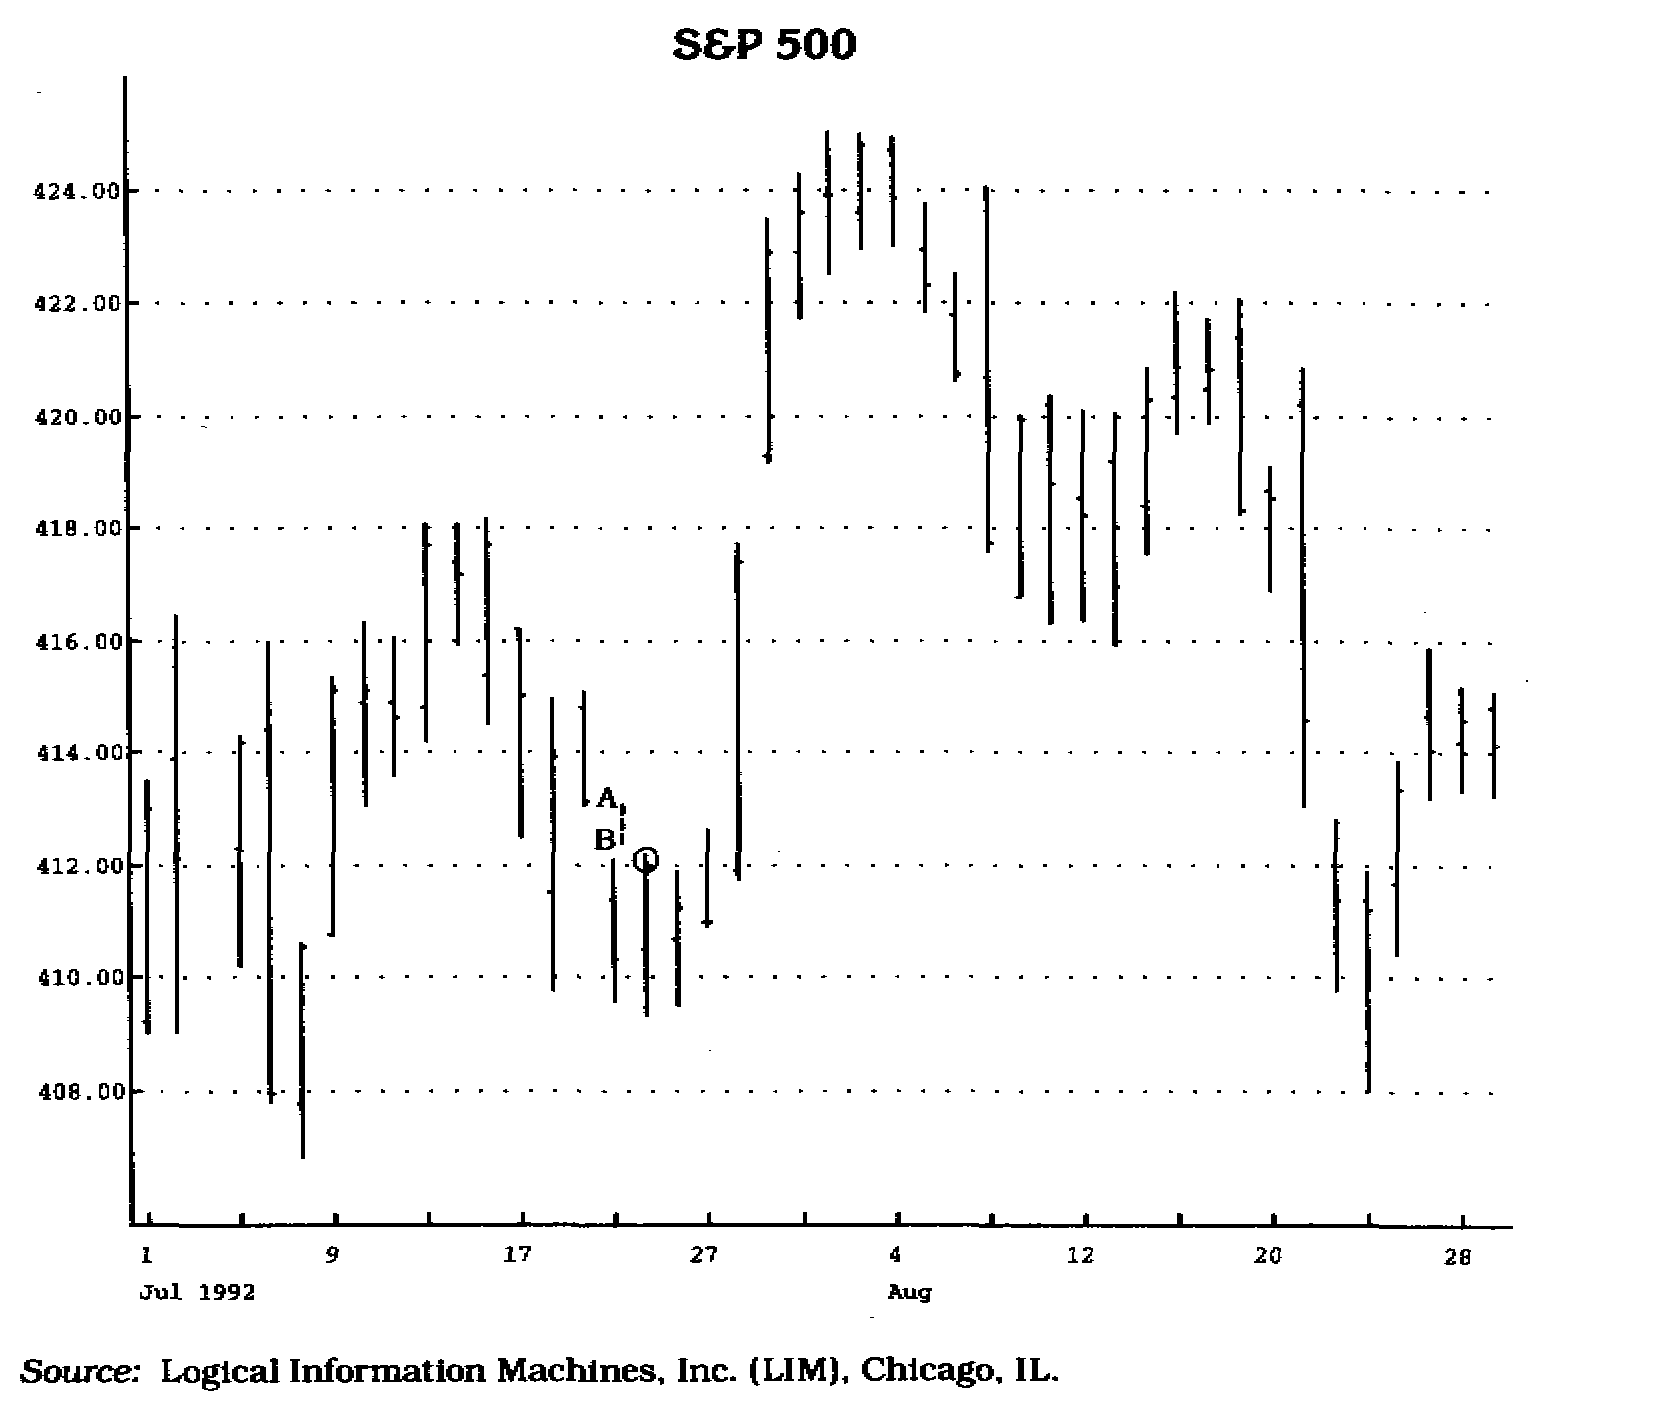 S&P 500
424.00
422.00
420.00
418.00
416.00
414.00
A
B
412.00
410.00
408.00
1 9 17 27 4 12 20 28
Jul 1992 Aug
Source: Logical Information Machines, Inc. (LIM), Chicago, IL.